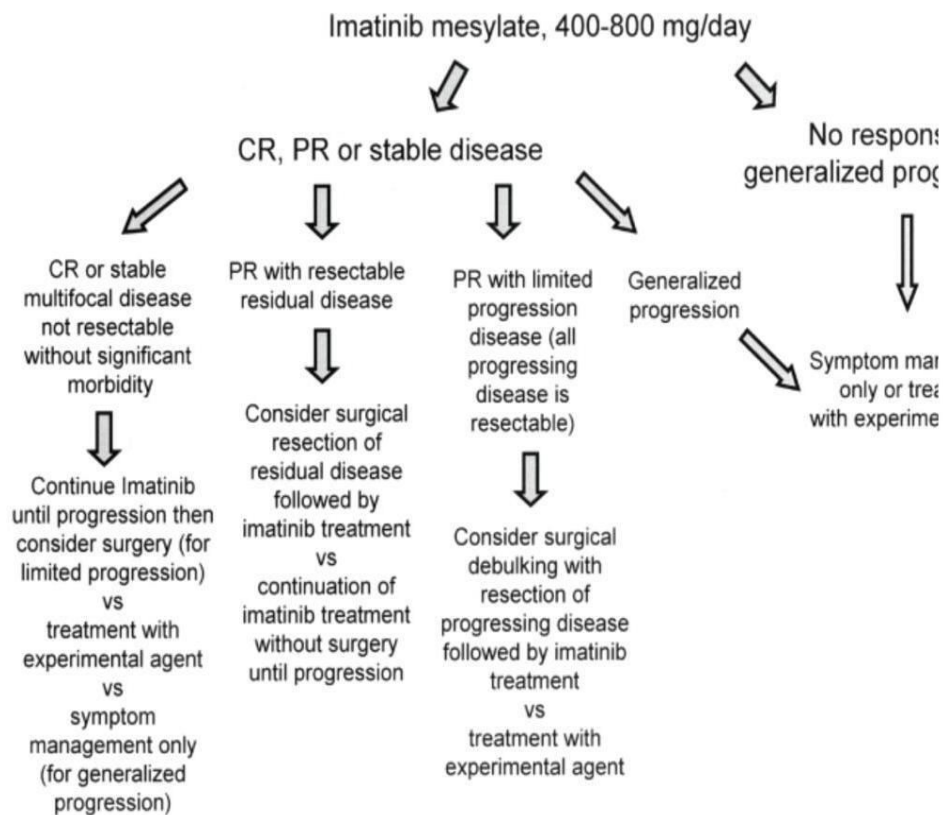 Imatinib mesylate, 400-800 mg/day
CR, PR or stable disease
No respons
generalized prog
CR or stable
multifocal disease
not resectable
without significant
morbidity
PR with resectable
residual disease
PR with limited
progression
disease (all
progressing
disease is
resectable)
Generalized
progression
Symptom mar
only or trea
with experime
Continue Imatinib
until progression then
consider surgery (for
limited progression)
vs
treatment with
experimental agent
vs
symptom
management only
(for generalized
progression)
Consider surgical
resection of
residual disease
followed by
imatinib treatment
vs
continuation of
imatinib treatment
without surgery
until progression
Consider surgical
debulking with
resection of
progressing disease
followed by imatinib
treatment
vs
treatment with
experimental agent